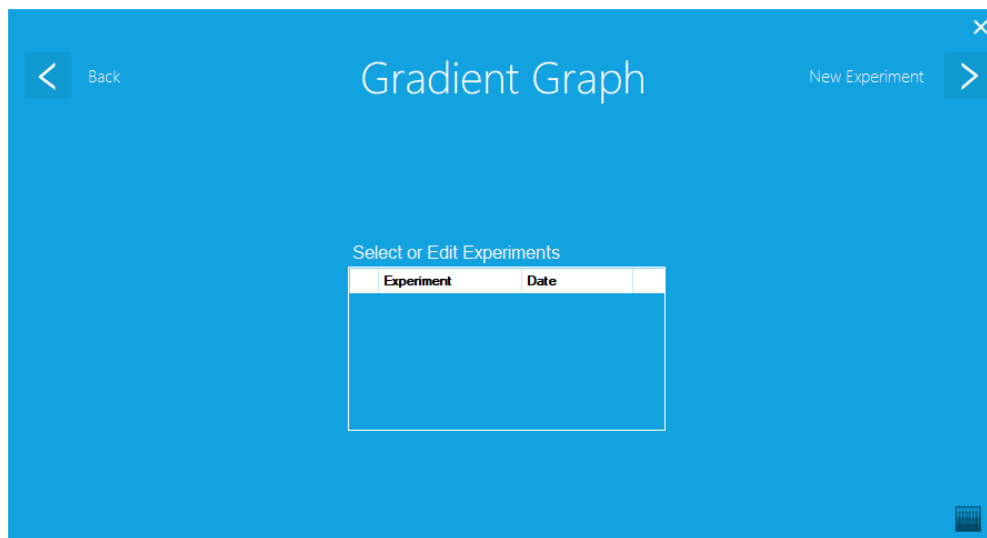 Back
Gradient Graph
New Experiment
Select or Edit Experiments
Experiment Date